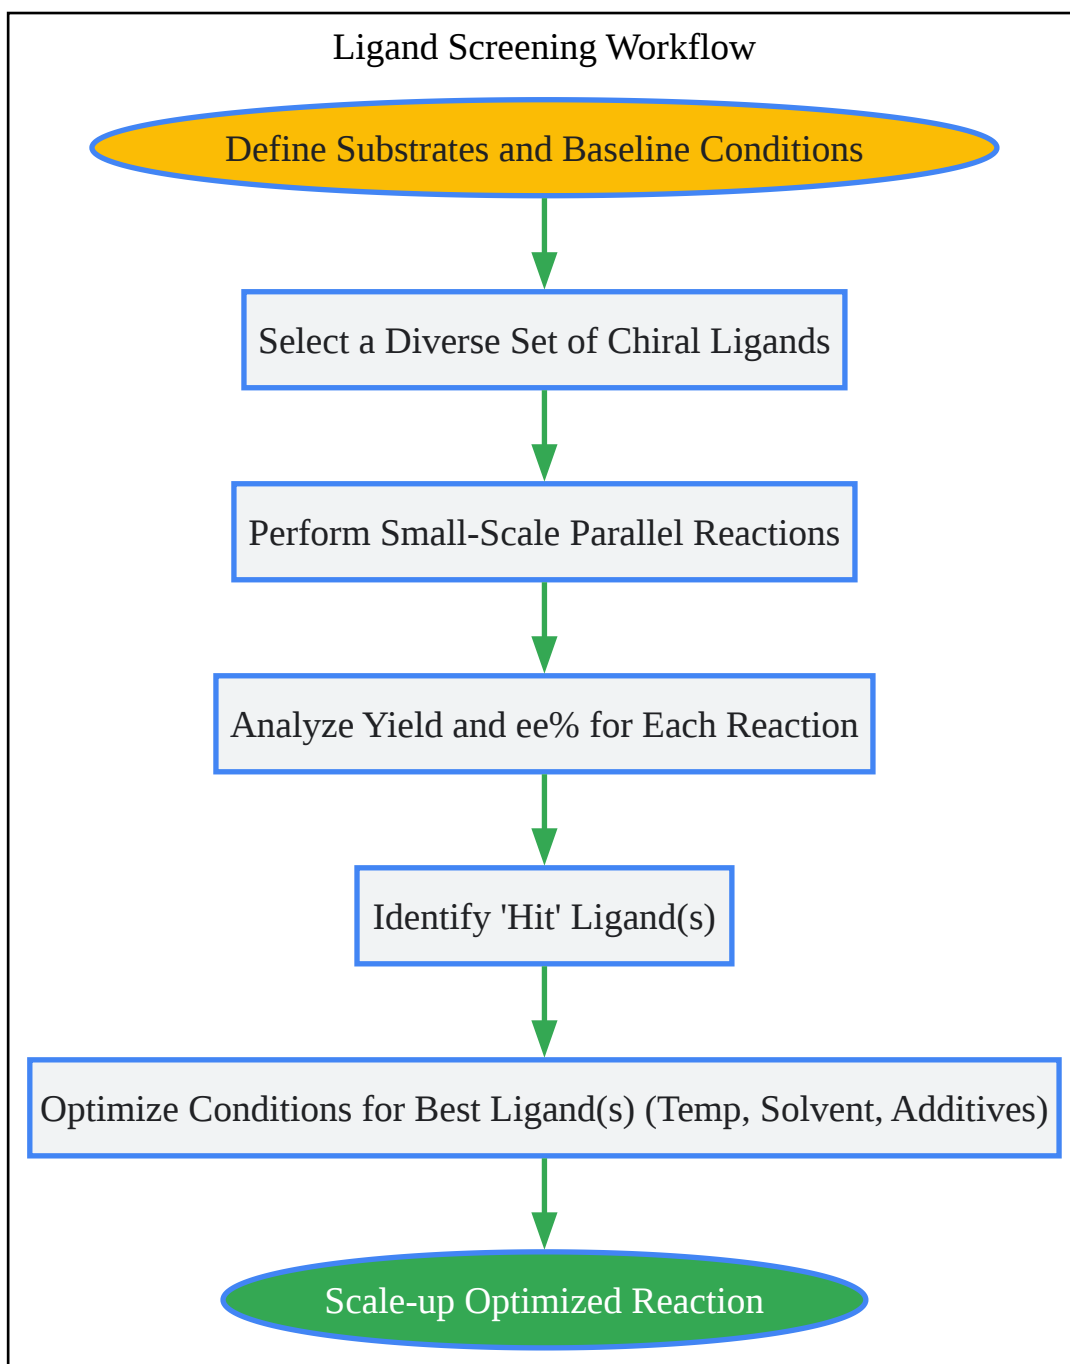 Ligand Screening Workflow
Define Substrates and Baseline Conditions
Select a Diverse Set of Chiral Ligands
Perform Small-Scale Parallel Reactions
Analyze Yield and ee% for Each Reaction
Identify 'Hit' Ligand(s)
Optimize Conditions for Best Ligand(s) (Temp, Solvent, Additives)
Scale-up Optimized Reaction